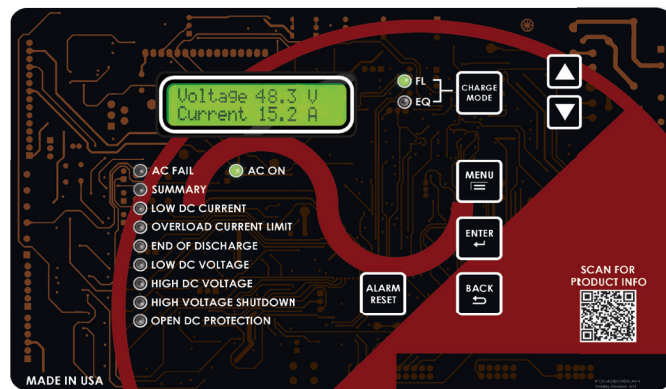 Voltage 48.3 V
Current 15.2 A
FL
EQ
CHARGE
MODE
AC FAIL
AC ON
SUMMARY
LOW DC CURRENT
OVERLOAD CURRENT LIMIT
END OF DISCHARGE
LOW DC VOLTAGE
HIGH DC VOLTAGE
HIGH VOLTAGE SHUTDOWN
OPEN DC PROTECTION
MENU
ENTER
ALARM
RESET
BACK
SCAN FOR
PRODUCT INFO
MADE IN USA